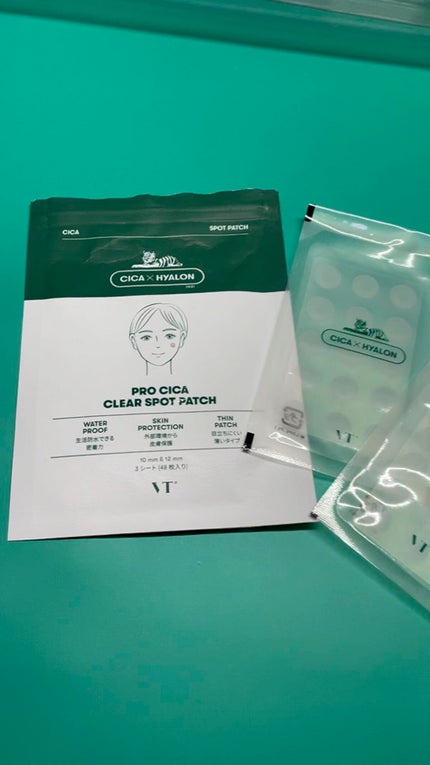 CICA
SPOT PATCH
CICA × HYALON
PRO CICA
CLEAR SPOT PATCH
WATER
PROOF
生活防水できる
密着力
SKIN
PROTECTION
外部環境から
皮膚保護
THIN
PATCH
目立ちにくい
薄いタイプ
10 mm & 12 mm
3 シート (48 枚入り)
VT
CICA × HYALON
VT
VT